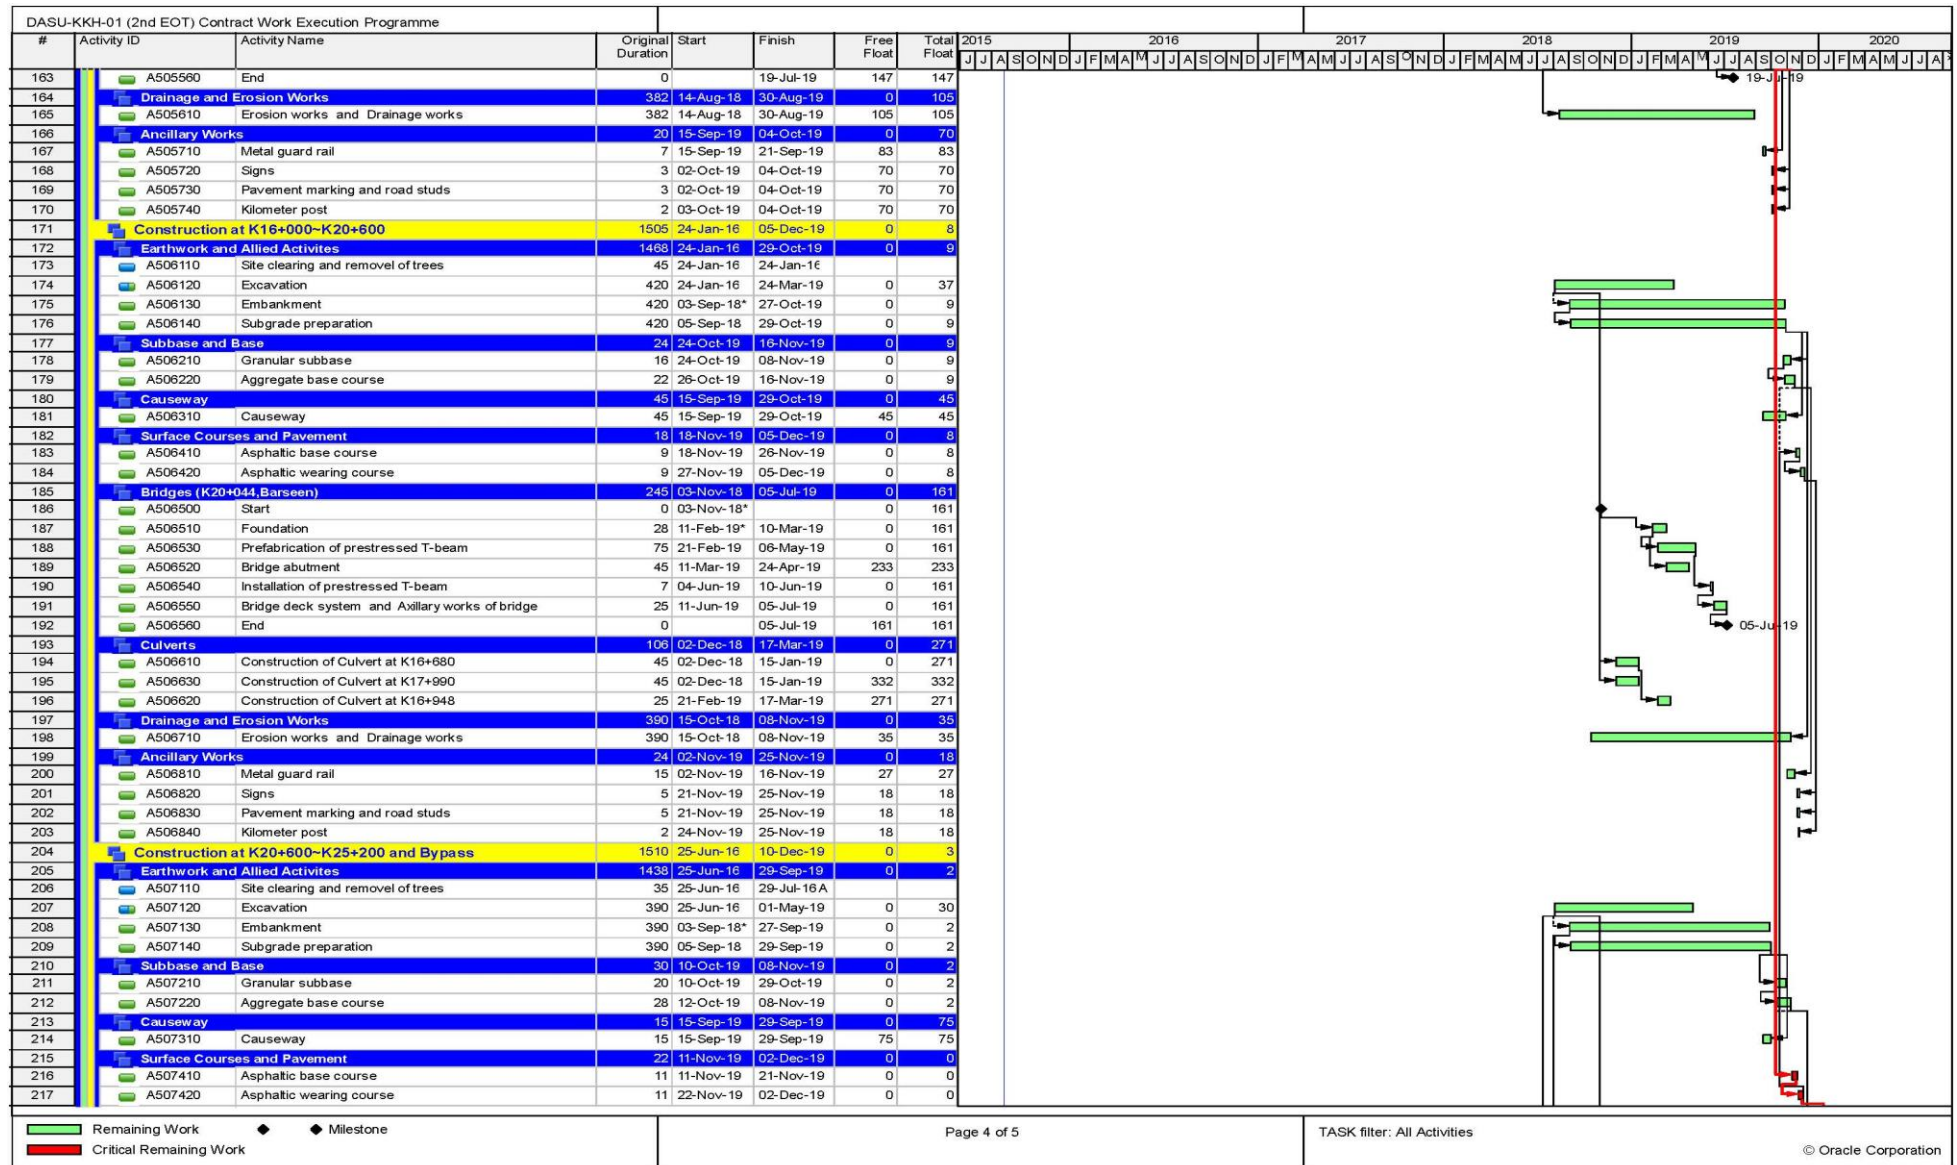 DASU-KKH-01 (2nd EOT) Contract Work Execution Programme
# Activity ID Activity Name Original Duration Start Finish Free Float Total Float 2015 2016 2017 2018 2019 2020
J J A S O N D J F M A M J J A S O N D J F M A M J J A S O N D J F M A M J J A S O N D J F M A M J J A S O N D J F M A M J J A
163 A505560 End 0 19-Jul-19 147 147 19-Jul-19
164 Drainage and Erosion Works 382 14-Aug-18 30-Aug-19 0 105
165 A505610 Erosion works and Drainage works 382 14-Aug-18 30-Aug-19 105 105
166 Ancillary Works 20 15-Sep-19 04-Oct-19 0 70
167 A505710 Metal guard rail 7 15-Sep-19 21-Sep-19 83 83
168 A505720 Signs 3 02-Oct-19 04-Oct-19 70 70
169 A505730 Pavement marking and road studs 3 02-Oct-19 04-Oct-19 70 70
170 A505740 Kilometer post 2 03-Oct-19 04-Oct-19 70 70
171 Construction at K16+000~K20+600 1505 24-Jan-16 05-Dec-19 0 8
172 Earthwork and Allied Activites 1468 24-Jan-16 29-Oct-19 0 9
173 A506110 Site clearing and removel of trees 45 24-Jan-16 24-Jan-16
174 A506120 Excavation 420 24-Jan-16 24-Mar-19 0 37
175 A506130 Embankment 420 03-Sep-18* 27-Oct-19 0 9
176 A506140 Subgrade preparation 420 05-Sep-18 29-Oct-19 0 9
177 Subbase and Base 24 24-Oct-19 16-Nov-19 0 9
178 A506210 Granular subbase 16 24-Oct-19 08-Nov-19 0 9
179 A506220 Aggregate base course 22 26-Oct-19 16-Nov-19 0 9
180 Causeway 45 15-Sep-19 29-Oct-19 0 45
181 A506310 Causeway 45 15-Sep-19 29-Oct-19 45 45
182 Surface Courses and Pavement 18 18-Nov-19 05-Dec-19 0 8
183 A506410 Asphaltic base course 9 18-Nov-19 26-Nov-19 0 8
184 A506420 Asphaltic wearing course 9 27-Nov-19 05-Dec-19 0 8
185 Bridges (K20+044,Barseen) 245 03-Nov-18 05-Jul-19 0 161
186 A506500 Start 0 03-Nov-18* 0 161
187 A506510 Foundation 28 11-Feb-19* 10-Mar-19 0 161
188 A506530 Prefabrication of prestressed T-beam 75 21-Feb-19 06-May-19 0 161
189 A506520 Bridge abutment 45 11-Mar-19 24-Apr-19 233 233
190 A506540 Installation of prestressed T-beam 7 04-Jun-19 10-Jun-19 0 161
191 A506550 Bridge deck system and Axillary works of bridge 25 11-Jun-19 05-Jul-19 0 161
192 A506560 End 0 05-Jul-19 161 161 05-Jul-19
193 Culverts 106 02-Dec-18 17-Mar-19 0 271
194 A506610 Construction of Culvert at K16+680 45 02-Dec-18 15-Jan-19 0 271
195 A506630 Construction of Culvert at K17+990 45 02-Dec-18 15-Jan-19 332 332
196 A506620 Construction of Culvert at K16+948 25 21-Feb-19 17-Mar-19 271 271
197 Drainage and Erosion Works 390 15-Oct-18 08-Nov-19 0 35
198 A506710 Erosion works and Drainage works 390 15-Oct-18 08-Nov-19 35 35
199 Ancillary Works 24 02-Nov-19 25-Nov-19 0 18
200 A506810 Metal guard rail 15 02-Nov-19 16-Nov-19 27 27
201 A506820 Signs 5 21-Nov-19 25-Nov-19 18 18
202 A506830 Pavement marking and road studs 5 21-Nov-19 25-Nov-19 18 18
203 A506840 Kilometer post 2 24-Nov-19 25-Nov-19 18 18
204 Construction at K20+600~K25+200 and Bypass 1510 25-Jun-16 10-Dec-19 0 3
205 Earthwork and Allied Activites 1438 25-Jun-16 29-Sep-19 0 2
206 A507110 Site clearing and removel of trees 35 25-Jun-16 29-Jul-16 A
207 A507120 Excavation 390 25-Jun-16 01-May-19 0 30
208 A507130 Embankment 390 03-Sep-18* 27-Sep-19 0 2
209 A507140 Subgrade preparation 390 05-Sep-18 29-Sep-19 0 2
210 Subbase and Base 30 10-Oct-19 08-Nov-19 0 2
211 A507210 Granular subbase 20 10-Oct-19 29-Oct-19 0 2
212 A507220 Aggregate base course 28 12-Oct-19 08-Nov-19 0 2
213 Causeway 15 15-Sep-19 29-Sep-19 0 75
214 A507310 Causeway 15 15-Sep-19 29-Sep-19 75 75
215 Surface Courses and Pavement 22 11-Nov-19 02-Dec-19 0 0
216 A507410 Asphaltic base course 11 11-Nov-19 21-Nov-19 0 0
217 A507420 Asphaltic wearing course 11 22-Nov-19 02-Dec-19 0 0
Remaining Work Milestone
Critical Remaining Work
Page 4 of 5
TASK filter: All Activities
© Oracle Corporation